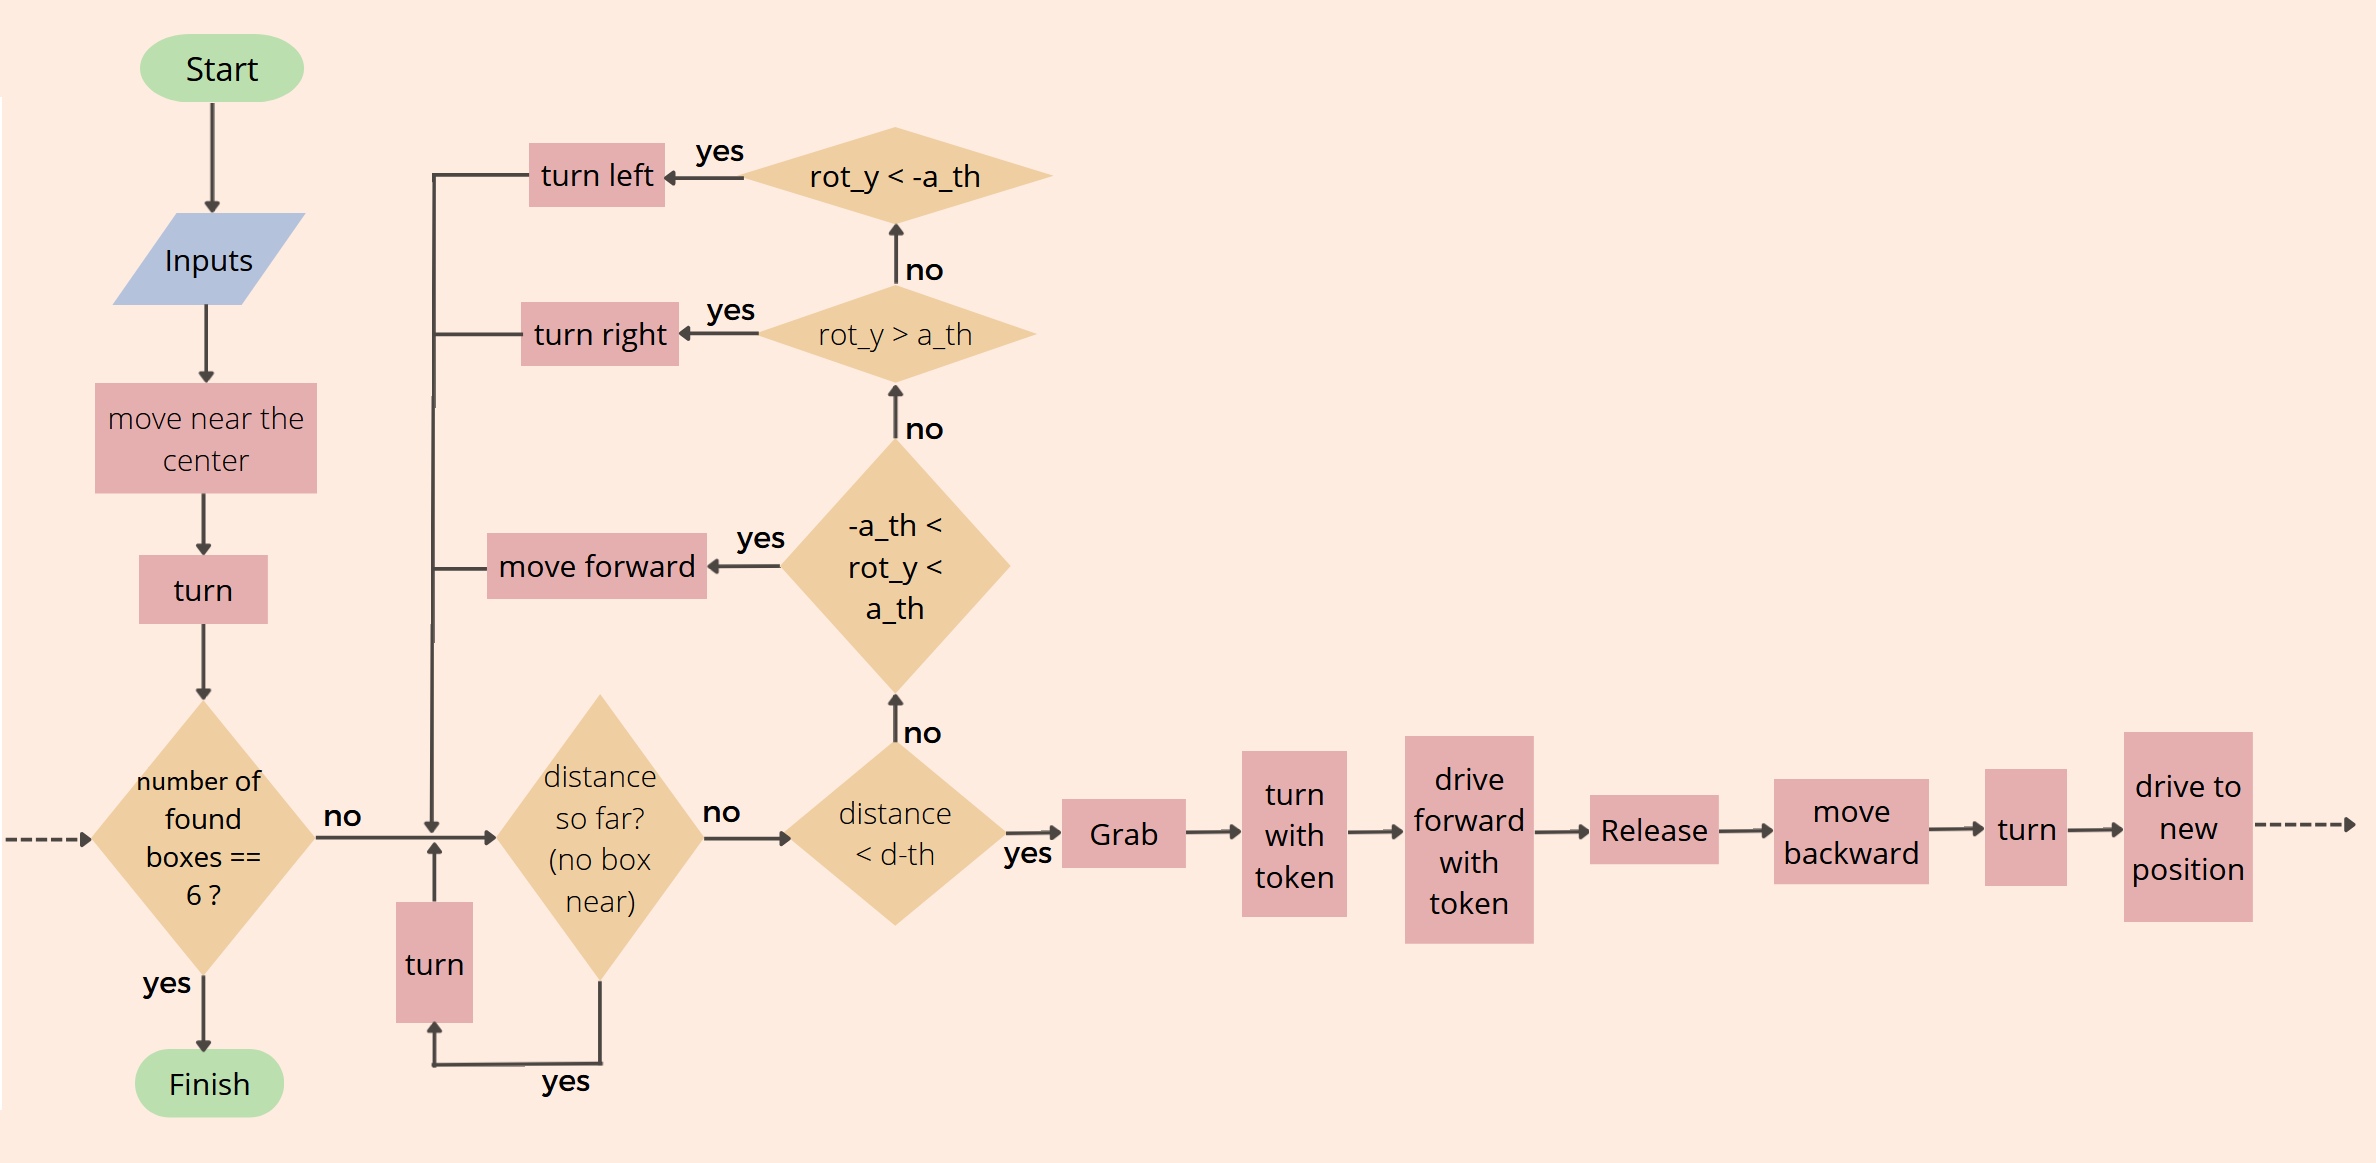 Start
Inputs
move near the
center
turn
number of
found
boxes ==
6 ?
yes
Finish
no
turn left
yes
rot_y < -a_th
no
turn right
yes
rot_y > a_th
no
move forward
yes
-a_th <
rot_y <
a_th
no
distance
so far?
(no box
near)
yes
turn
no
distance
< d-th
yes
Grab
turn
with
token
drive
forward
with
token
Release
move
backward
turn
drive to
new
position